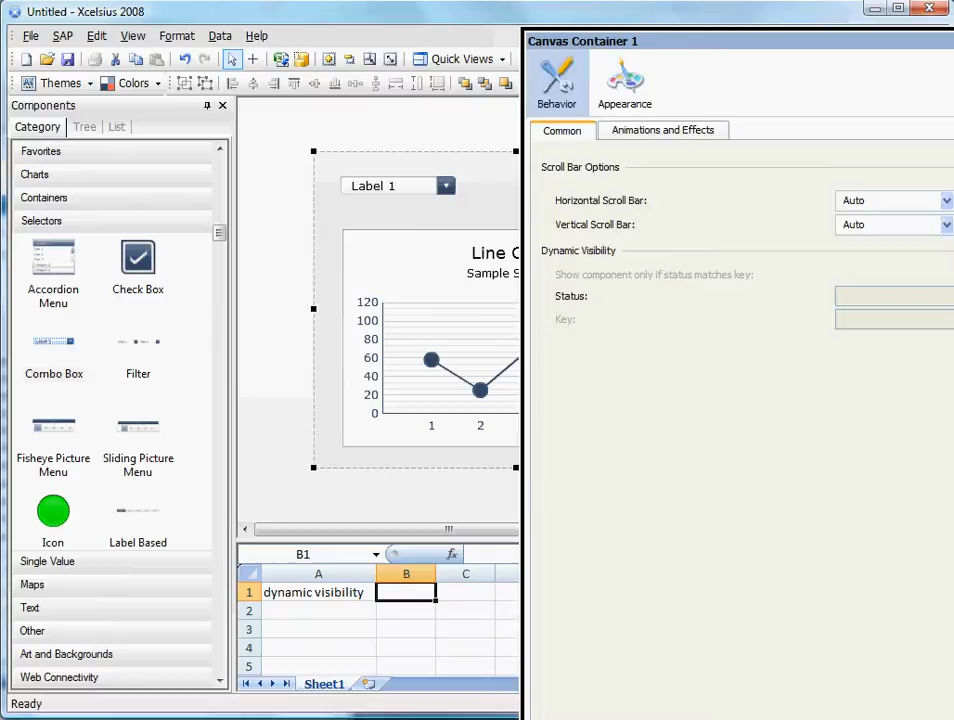 Untitled - Xcelsius 2008
File SAP Edit View Format Data Help
Quick Views
Themes Colors
Components
Category Tree List
Favorites
Charts
Containers
Selectors
Accordion Menu
Check Box
Combo Box
Filter
Fisheye Picture Menu
Sliding Picture Menu
Icon
Label Based
Single Value
Maps
Text
Other
Art and Backgrounds
Web Connectivity
Ready
Label 1
Line C
Sample S
120
100
80
60
40
20
0
1 2
B1 fx
A B C
1 dynamic visibility
2
3
4
5
Sheet1
Canvas Container 1
Behavior Appearance
Common Animations and Effects
Scroll Bar Options
Horizontal Scroll Bar: Auto
Vertical Scroll Bar: Auto
Dynamic Visibility
Show component only if status matches key:
Status:
Key: